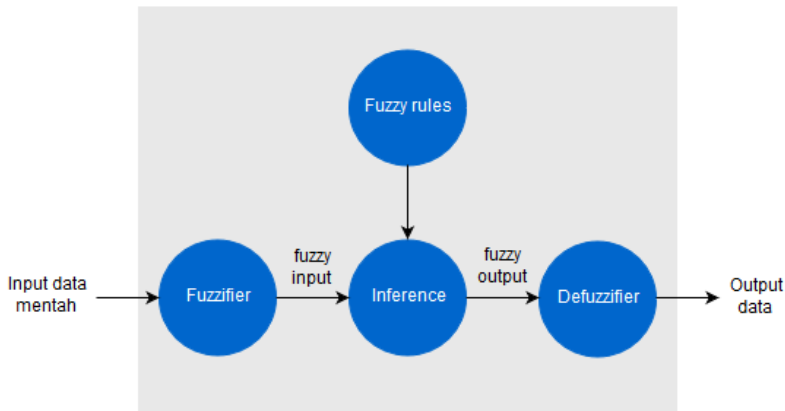 Fuzzy rules
Input data
mentah
Fuzzifier
fuzzy
input
Inference
fuzzy
output
Defuzzifier
Output
data